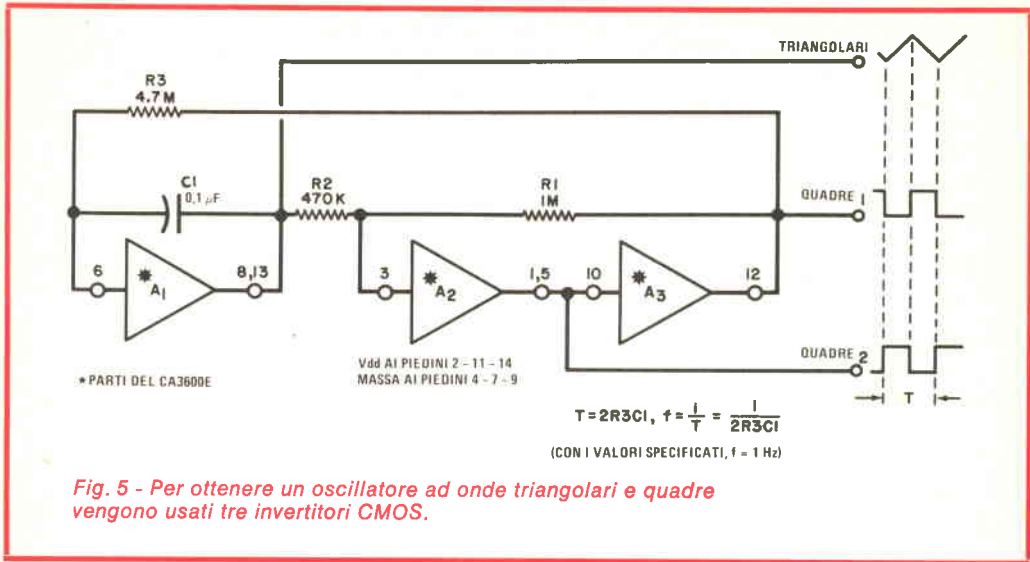 TRIANGOLARI
R3
4.7M
C1
0,1 µF
R2
470K
R1
1M
QUADRE 1
6
* A1
8,13
3
* A2
1,5
10
* A3
12
QUADRE 2
* PARTI DEL CA3600E
Vdd AI PIEDINI 2 - 11 - 14
MASSA AI PIEDINI 4 - 7 - 9
T
T=2R3C1, f=1/T = 1/2R3C1
(CON I VALORI SPECIFICATI, f = 1 Hz)
Fig. 5 - Per ottenere un oscillatore ad onde triangolari e quadre
vengono usati tre invertitori CMOS.